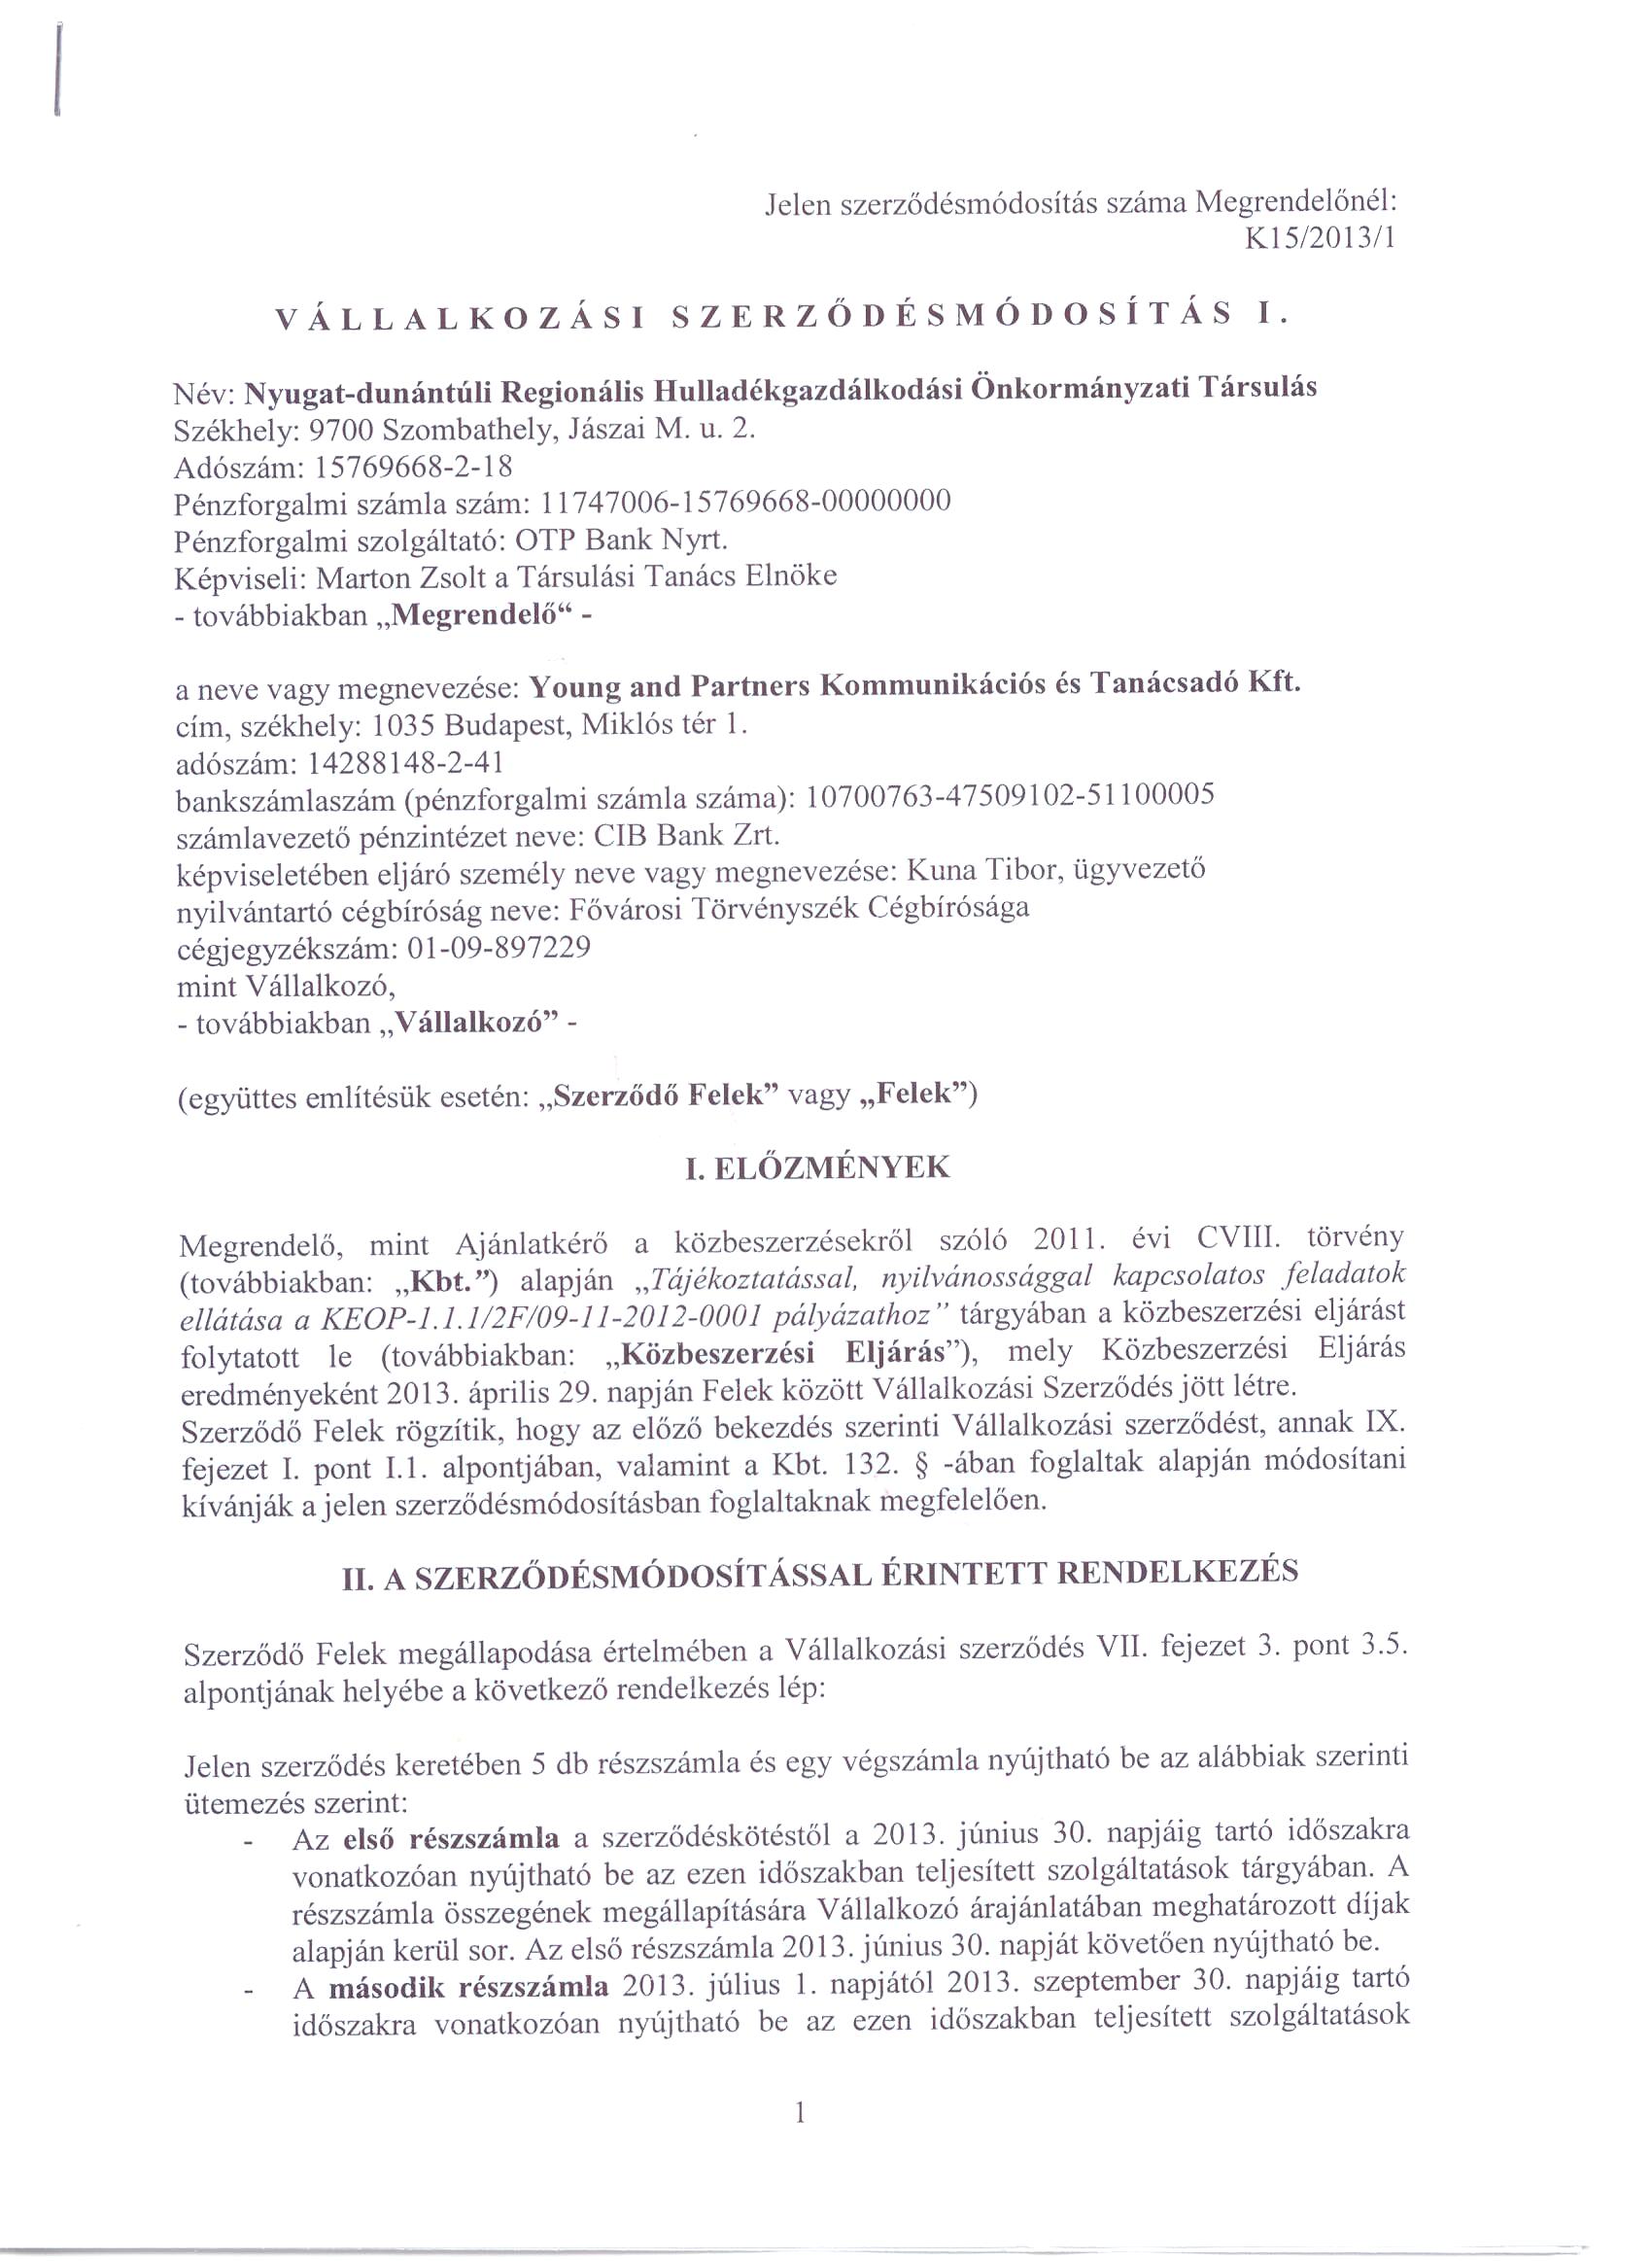 Jelen szerződésmódosítás száma Megrendelőnél:
K15/2013/1
VÁLLALKOZÁSI SZERZŐDÉSMÓDOSÍTÁS I.
Név: Nyugat-dunántúli Regionális Hulladékgazdálkodási Önkormányzati Társulás
Székhely: 9700 Szombathely, Jászai M. u. 2.
Adószám: 15769668-2-18
Pénzforgalmi számla szám: 11747006-15769668-00000000
Pénzforgalmi szolgáltató: OTP Bank Nyrt.
Képviseli: Marton Zsolt a Társulási Tanács Elnöke
- továbbiakban „Megrendelő“ -
a neve vagy megnevezése: Young and Partners Kommunikációs és Tanácsadó Kft.
cím, székhely: 1035 Budapest, Miklós tér 1.
adószám: 14288148-2-41
bankszámlaszám (pénzforgalmi számla száma): 10700763-47509102-51100005
számlavezető pénzintézet neve: CIB Bank Zrt.
képviseletében eljáró személy neve vagy megnevezése: Kuna Tibor, ügyvezető
nyilvántartó cégbíróság neve: Fővárosi Törvényszék Cégbírósága
cégjegyzékszám: 01-09-897229
mint Vállalkozó,
- továbbiakban „Vállalkozó” -
(együttes említésük esetén: „Szerződő Felek” vagy „Felek”)
I. ELŐZMÉNYEK
Megrendelő, mint Ajánlatkérő a közbeszerzésekről szóló 2011. évi CVIII. törvény
(továbbiakban: „Kbt.”) alapján „Tájékoztatással, nyilvánossággal kapcsolatos feladatok
ellátása a KEOP-1.1.1/2F/09-11-2012-0001 pályázathoz” tárgyában a közbeszerzési eljárást
folytatott le (továbbiakban: „Közbeszerzési Eljárás”), mely Közbeszerzési Eljárás
eredményeként 2013. április 29. napján Felek között Vállalkozási Szerződés jött létre.
Szerződő Felek rögzítik, hogy az előző bekezdés szerinti Vállalkozási szerződést, annak IX.
fejezet I. pont I.1. alpontjában, valamint a Kbt. 132. § -ában foglaltak alapján módosítani
kívánják a jelen szerződésmódosításban foglaltaknak megfelelően.
II. A SZERZŐDÉSMÓDOSÍTÁSSAL ÉRINTETT RENDELKEZÉS
Szerződő Felek megállapodása értelmében a Vállalkozási szerződés VII. fejezet 3. pont 3.5.
alpontjának helyébe a következő rendelkezés lép:
Jelen szerződés keretében 5 db részszámla és egy végszámla nyújtható be az alábbiak szerinti
ütemezés szerint:
- Az első részszámla a szerződéskötéstől a 2013. június 30. napjáig tartó időszakra
vonatkozóan nyújtható be az ezen időszakban teljesített szolgáltatások tárgyában. A
részszámla összegének megállapítására Vállalkozó árajánlatában meghatározott díjak
alapján kerül sor. Az első részszámla 2013. június 30. napját követően nyújtható be.
- A második részszámla 2013. július 1. napjától 2013. szeptember 30. napjáig tartó
időszakra vonatkozóan nyújtható be az ezen időszakban teljesített szolgáltatások
1